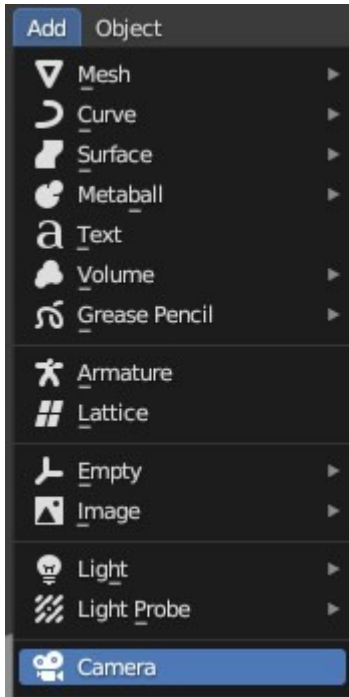 Add Object
Mesh
Curve
Surface
Metaball
Text
Volume
Grease Pencil
Armature
Lattice
Empty
Image
Light
Light Probe
Camera